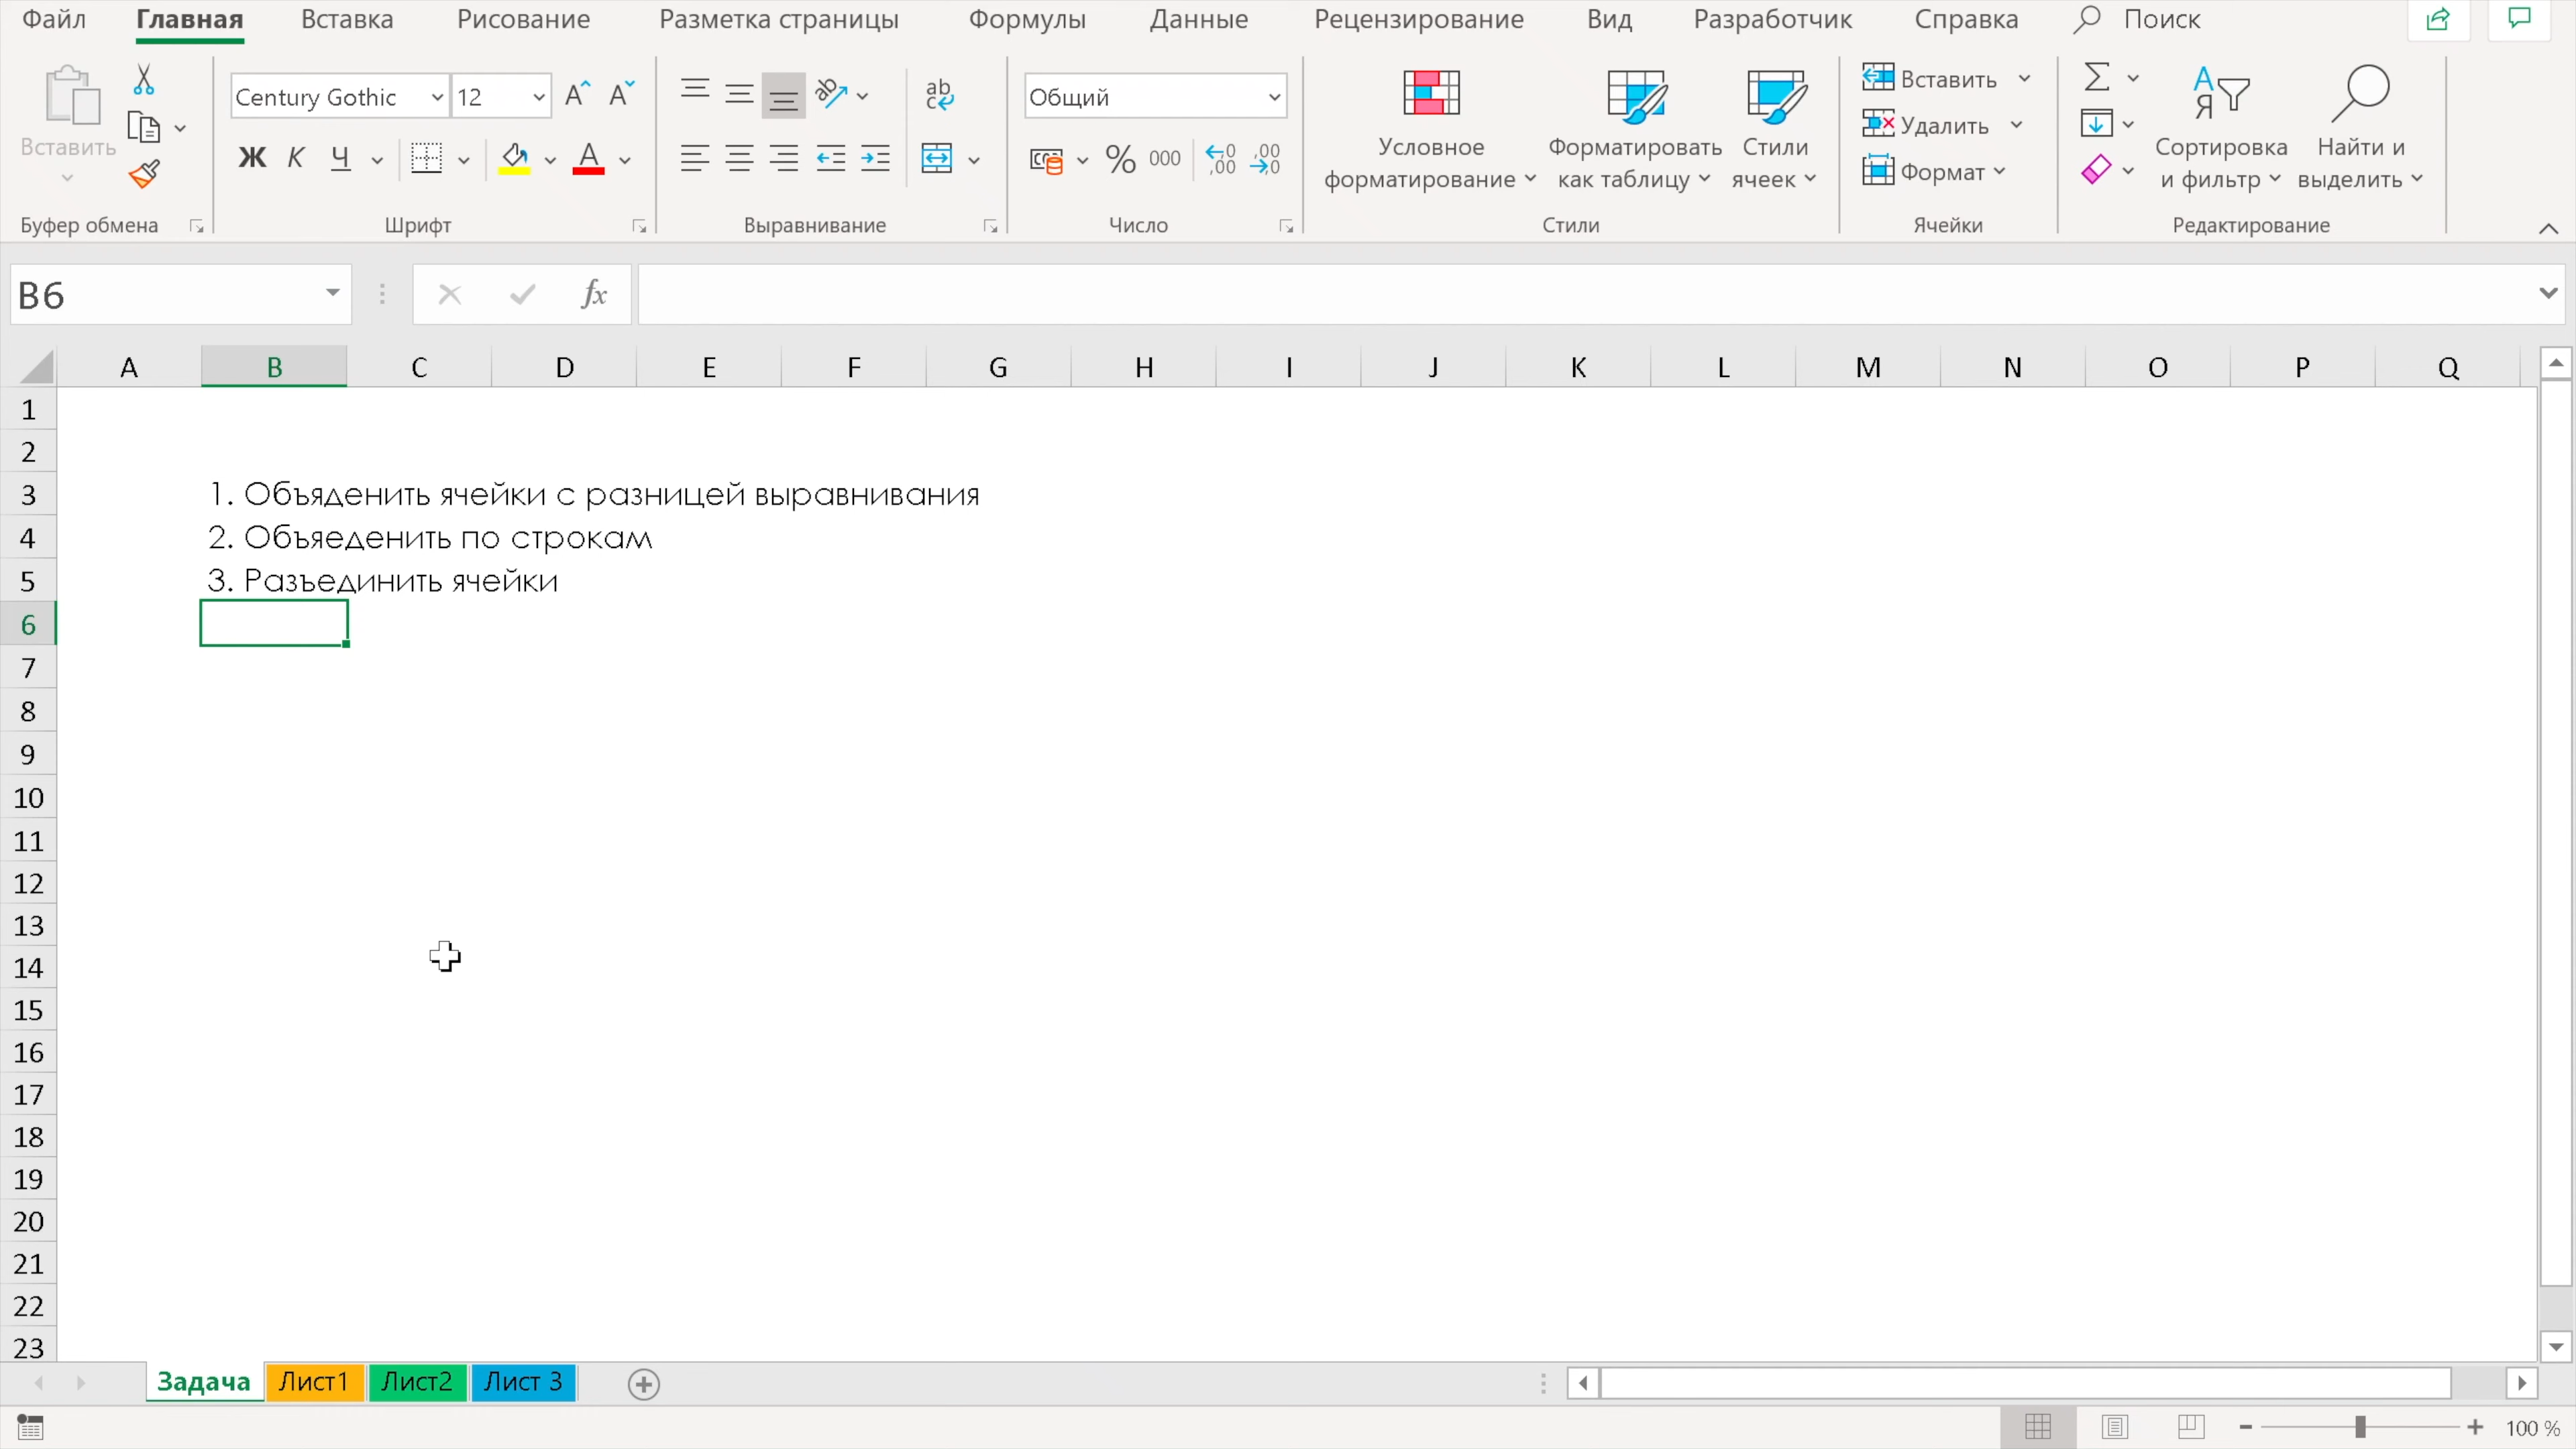 Файл Главная Вставка Рисование Разметка страницы Формулы Данные Рецензирование Вид Разработчик Справка Поиск
Вставить
Century Gothic 12
Ж К Ч
А
ab
c
Общий
% 000
Условное форматирование
Форматировать как таблицу
Стили ячеек
Вставить
Удалить
Формат
Сортировка и фильтр
Найти и выделить
Буфер обмена Шрифт Выравнивание Число Стили Ячейки Редактирование
B6 fx
A B C D E F G H I J K L M N O P Q
1
2
3 1. Объяденить ячейки с разницей выравнивания
4 2. Объяеденить по строкам
5 3. Разъединить ячейки
6
7
8
9
10
11
12
13
14
15
16
17
18
19
20
21
22
23
Задача Лист1 Лист2 Лист 3
100 %